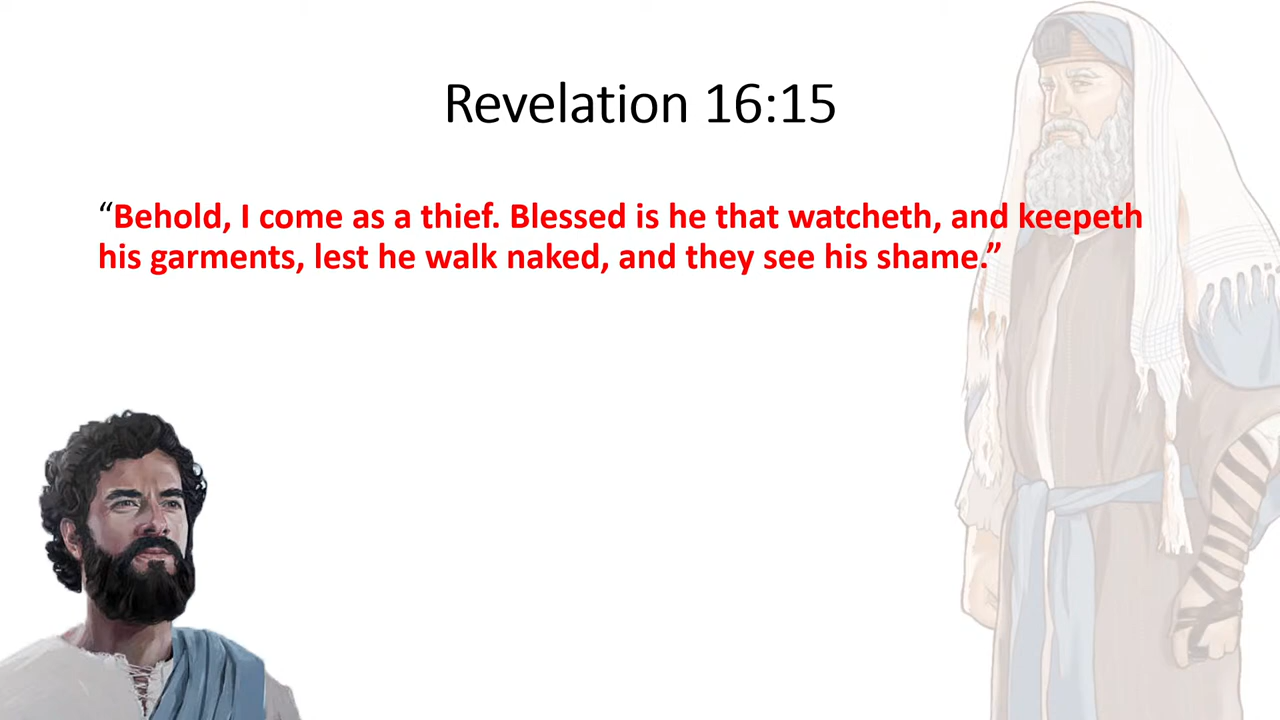 Revelation 16:15
“Behold, I come as a thief. Blessed is he that watcheth, and keepeth
his garments, lest he walk naked, and they see his shame.”